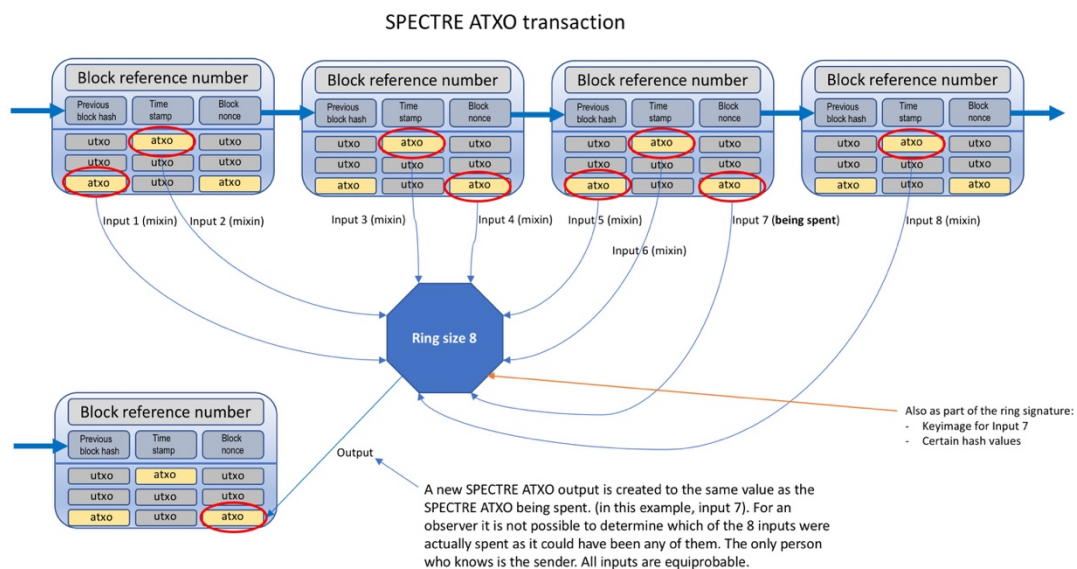 SPECTRE ATXO transaction
Block reference number
Previous block hash
Time stamp
Block nonce
utxo atxo utxo
utxo utxo utxo
atxo utxo atxo
Block reference number
Previous block hash
Time stamp
Block nonce
utxo atxo utxo
utxo utxo utxo
atxo utxo atxo
Block reference number
Previous block hash
Time stamp
Block nonce
utxo atxo utxo
utxo utxo utxo
atxo utxo atxo
Block reference number
Previous block hash
Time stamp
Block nonce
utxo atxo utxo
utxo utxo utxo
atxo utxo atxo
Input 1 (mixin)
Input 2 (mixin)
Input 3 (mixin)
Input 4 (mixin)
Input 5 (mixin)
Input 6 (mixin)
Input 7 (being spent)
Input 8 (mixin)
Ring size 8
Block reference number
Previous block hash
Time stamp
Block nonce
utxo atxo utxo
utxo utxo utxo
atxo utxo atxo
Output
Also as part of the ring signature:
- Keyimage for Input 7
- Certain hash values
A new SPECTRE ATXO output is created to the same value as the
SPECTRE ATXO being spent. (in this example, input 7). For an
observer it is not possible to determine which of the 8 inputs were
actually spent as it could have been any of them. The only person
who knows is the sender. All inputs are equiprobable.